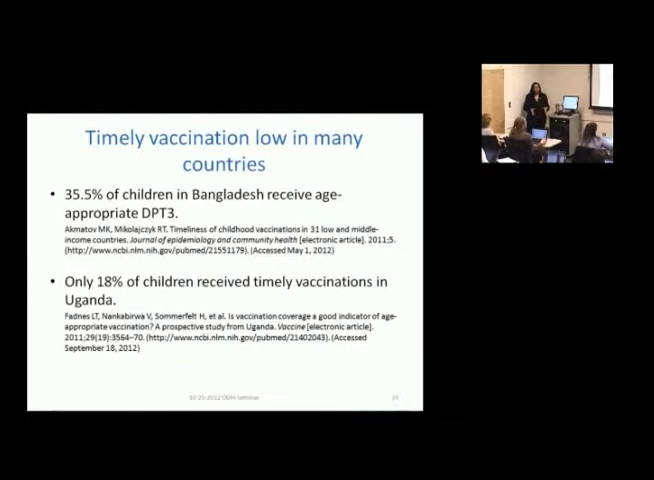 Timely vaccination low in many
countries
• 35.5% of children in Bangladesh receive age-
appropriate DPT3.
Akmatov MK, Mikolajczyk RT. Timeliness of childhood vaccinations in 31 low and middle-
income countries. Journal of epidemiology and community health [electronic article]. 2011;5.
(http://www.ncbi.nlm.nih.gov/pubmed/21551179). (Accessed May 1, 2012)
• Only 18% of children received timely vaccinations in
Uganda.
Fadnes LT, Nankabirwa V, Sommerfelt H, et al. Is vaccination coverage a good indicator of age-
appropriate vaccination? A prospective study from Uganda. Vaccine [electronic article].
2011;29(19):3564–70. (http://www.ncbi.nlm.nih.gov/pubmed/21402043). (Accessed
September 18, 2012)
Seminar